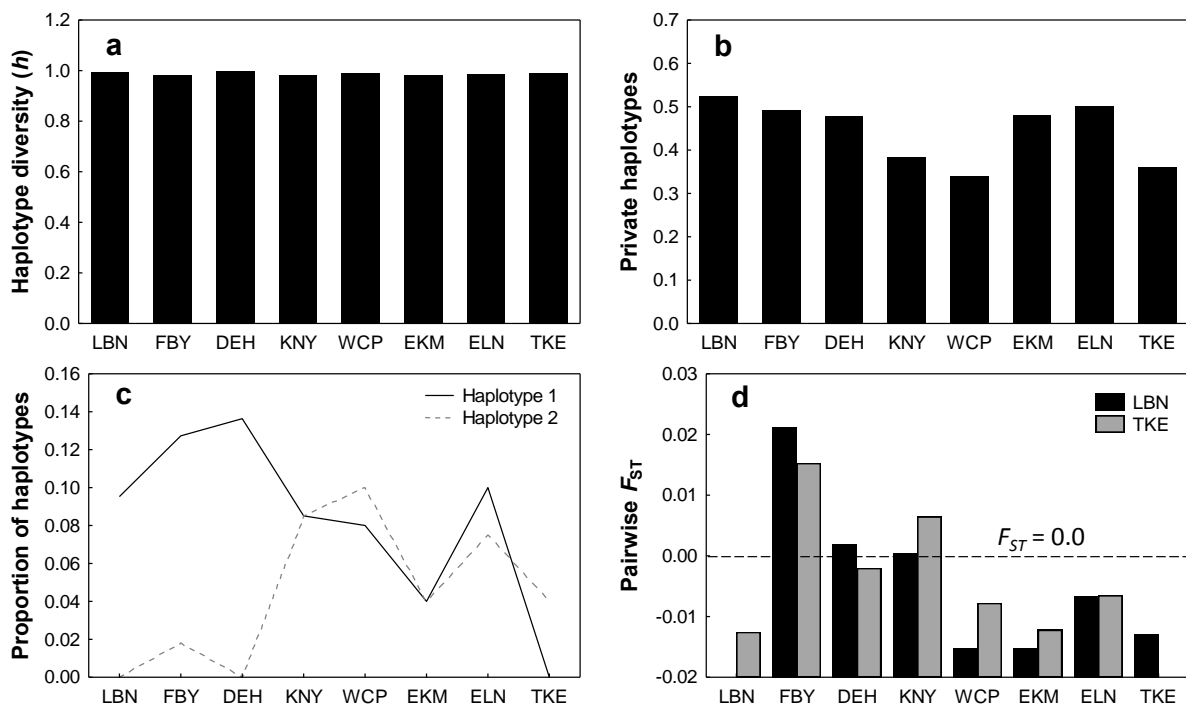 a
Haplotype diversity (h)
1.2
1.0
0.8
0.6
0.4
0.2
0.0
LBN FBY DEH KNY WCP EKM ELN TKE
b
Private haplotypes
0.7
0.6
0.5
0.4
0.3
0.2
0.1
0.0
LBN FBY DEH KNY WCP EKM ELN TKE
c
Proportion of haplotypes
0.16
0.14
0.12
0.10
0.08
0.06
0.04
0.02
0.00
Haplotype 1
Haplotype 2
LBN FBY DEH KNY WCP EKM ELN TKE
d
Pairwise FST
0.03
0.02
0.01
0.00
-0.01
-0.02
LBN
TKE
FST = 0.0
LBN FBY DEH KNY WCP EKM ELN TKE